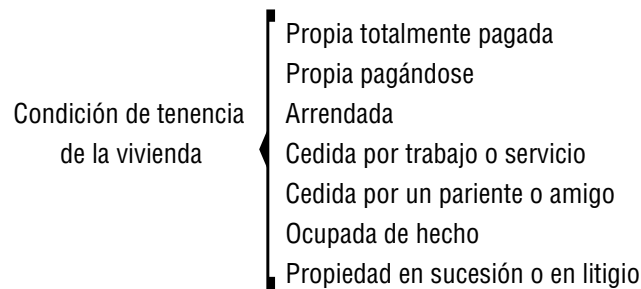 Condición de tenencia
de la vivienda
Propia totalmente pagada
Propia pagándose
Arrendada
Cedida por trabajo o servicio
Cedida por un pariente o amigo
Ocupada de hecho
Propiedad en sucesión o en litigio